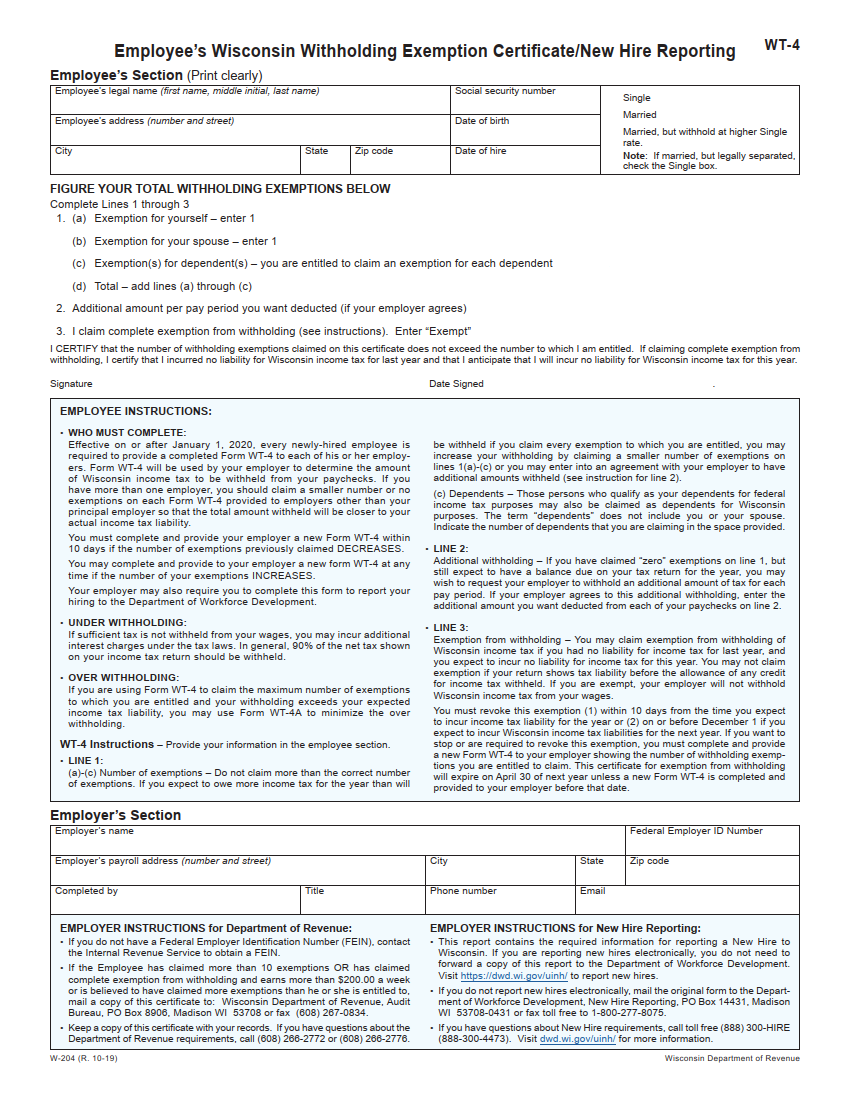 Employee's Wisconsin Withholding Exemption Certificate/New Hire Reporting
WT-4
Employee's Section (Print clearly)
Employee's legal name (first name, middle initial, last name)
Social security number
Single
Married
Married, but withhold at higher Single
rate.
Note: If married, but legally separated,
check the Single box.
Employee's address (number and street)
Date of birth
City
State
Zip code
Date of hire
FIGURE YOUR TOTAL WITHHOLDING EXEMPTIONS BELOW
Complete Lines 1 through 3
1. (a) Exemption for yourself – enter 1
(b) Exemption for your spouse – enter 1
(c) Exemption(s) for dependent(s) – you are entitled to claim an exemption for each dependent
(d) Total – add lines (a) through (c)
2. Additional amount per pay period you want deducted (if your employer agrees)
3. I claim complete exemption from withholding (see instructions). Enter “Exempt”
I CERTIFY that the number of withholding exemptions claimed on this certificate does not exceed the number to which I am entitled. If claiming complete exemption from
withholding, I certify that I incurred no liability for Wisconsin income tax for last year and that I anticipate that I will incur no liability for Wisconsin income tax for this year.
Signature
Date Signed
.
EMPLOYEE INSTRUCTIONS:
• WHO MUST COMPLETE:
Effective on or after January 1, 2020, every newly-hired employee is
required to provide a completed Form WT-4 to each of his or her employ-
ers. Form WT-4 will be used by your employer to determine the amount
of Wisconsin income tax to be withheld from your paychecks. If you
have more than one employer, you should claim a smaller number or no
exemptions on each Form WT-4 provided to employers other than your
principal employer so that the total amount withheld will be closer to your
actual income tax liability.
You must complete and provide your employer a new Form WT-4 within
10 days if the number of exemptions previously claimed DECREASES.
You may complete and provide to your employer a new form WT-4 at any
time if the number of your exemptions INCREASES.
Your employer may also require you to complete this form to report your
hiring to the Department of Workforce Development.
• UNDER WITHHOLDING:
If sufficient tax is not withheld from your wages, you may incur additional
interest charges under the tax laws. In general, 90% of the net tax shown
on your income tax return should be withheld.
• OVER WITHHOLDING:
If you are using Form WT-4 to claim the maximum number of exemptions
to which you are entitled and your withholding exceeds your expected
income tax liability, you may use Form WT-4A to minimize the over
withholding.
WT-4 Instructions – Provide your information in the employee section.
• LINE 1:
(a)-(c) Number of exemptions – Do not claim more than the correct number
of exemptions. If you expect to owe more income tax for the year than will
be withheld if you claim every exemption to which you are entitled, you may
increase your withholding by claiming a smaller number of exemptions on
lines 1(a)-(c) or you may enter into an agreement with your employer to have
additional amounts withheld (see instruction for line 2).
(c) Dependents – Those persons who qualify as your dependents for federal
income tax purposes may also be claimed as dependents for Wisconsin
purposes. The term “dependents” does not include you or your spouse.
Indicate the number of dependents that you are claiming in the space provided.
• LINE 2:
Additional withholding – If you have claimed “zero” exemptions on line 1, but
still expect to have a balance due on your tax return for the year, you may
wish to request your employer to withhold an additional amount of tax for each
pay period. If your employer agrees to this additional withholding, enter the
additional amount you want deducted from each of your paychecks on line 2.
• LINE 3:
Exemption from withholding – You may claim exemption from withholding of
Wisconsin income tax if you had no liability for income tax for last year, and
you expect to incur no liability for income tax for this year. You may not claim
exemption if your return shows tax liability before the allowance of any credit
for income tax withheld. If you are exempt, your employer will not withhold
Wisconsin income tax from your wages.
You must revoke this exemption (1) within 10 days from the time you expect
to incur income tax liability for the year or (2) on or before December 1 if you
expect to incur Wisconsin income tax liabilities for the next year. If you want to
stop or are required to revoke this exemption, you must complete and provide
a new Form WT-4 to your employer showing the number of withholding exemp-
tions you are entitled to claim. This certificate for exemption from withholding
will expire on April 30 of next year unless a new Form WT-4 is completed and
provided to your employer before that date.
Employer's Section
Employer's name
Federal Employer ID Number
Employer's payroll address (number and street)
City
State
Zip code
Completed by
Title
Phone number
Email
EMPLOYER INSTRUCTIONS for Department of Revenue:
• If you do not have a Federal Employer Identification Number (FEIN), contact
the Internal Revenue Service to obtain a FEIN.
• If the Employee has claimed more than 10 exemptions OR has claimed
complete exemption from withholding and earns more than $200.00 a week
or is believed to have claimed more exemptions than he or she is entitled to,
mail a copy of this certificate to: Wisconsin Department of Revenue, Audit
Bureau, PO Box 8906, Madison WI 53708 or fax (608) 267-0834.
• Keep a copy of this certificate with your records. If you have questions about the
Department of Revenue requirements, call (608) 266-2772 or (608) 266-2776.
EMPLOYER INSTRUCTIONS for New Hire Reporting:
• This report contains the required information for reporting a New Hire to
Wisconsin. If you are reporting new hires electronically, you do not need to
forward a copy of this report to the Department of Workforce Development.
Visit https://dwd.wi.gov/uinh/ to report new hires.
• If you do not report new hires electronically, mail the original form to the Depart-
ment of Workforce Development, New Hire Reporting, PO Box 14431, Madison
WI 53708-0431 or fax toll free to 1-800-277-8075.
• If you have questions about New Hire requirements, call toll free (888) 300-HIRE
(888-300-4473). Visit dwd.wi.gov/uinh/ for more information.
W-204 (R. 10-19)
Wisconsin Department of Revenue